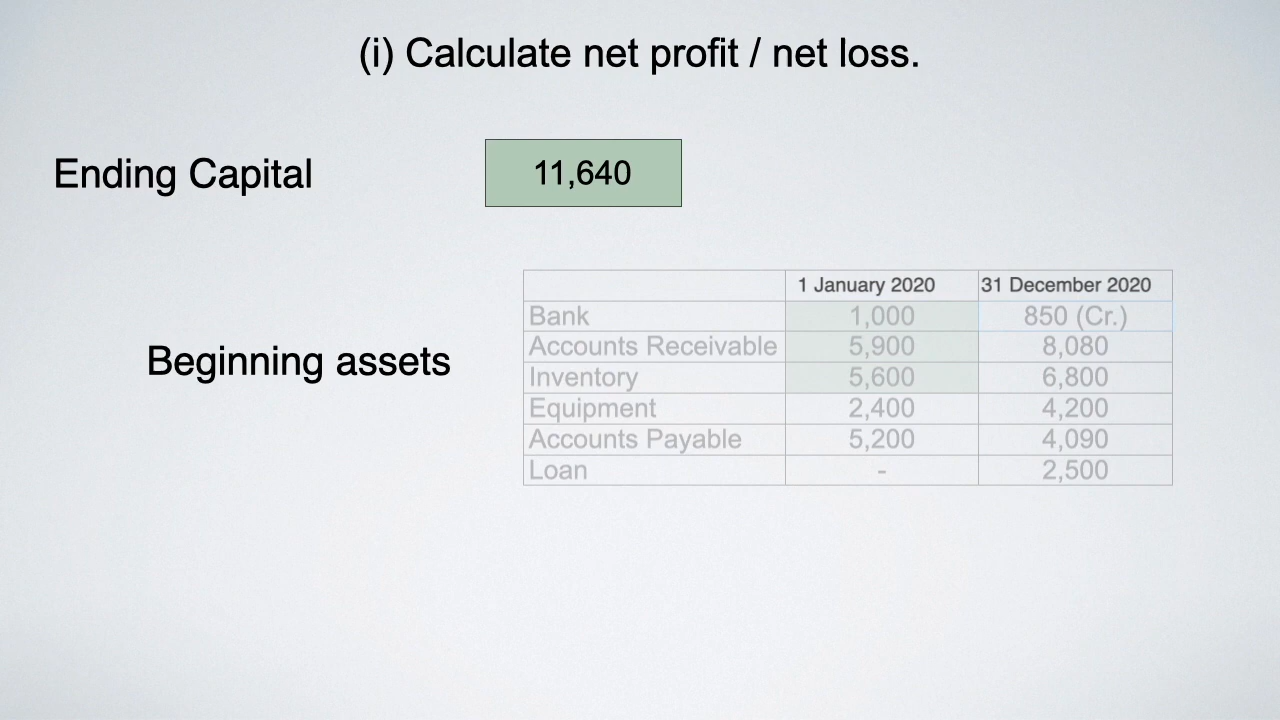 (i) Calculate net profit / net loss.
Ending Capital 11,640
Beginning assets
1 January 2020 31 December 2020
Bank 1,000 850 (Cr.)
Accounts Receivable 5,900 8,080
Inventory 5,600 6,800
Equipment 2,400 4,200
Accounts Payable 5,200 4,090
Loan - 2,500